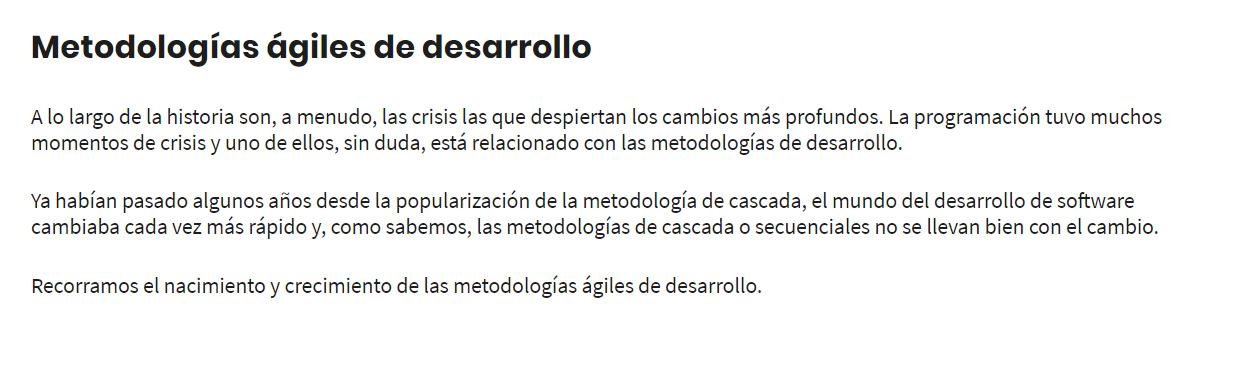 Metodologías ágiles de desarrollo
A lo largo de la historia son, a menudo, las crisis las que despiertan los cambios más profundos. La programación tuvo muchos
momentos de crisis y uno de ellos, sin duda, está relacionado con las metodologías de desarrollo.
Ya habían pasado algunos años desde la popularización de la metodología de cascada, el mundo del desarrollo de software
cambiaba cada vez más rápido y, como sabemos, las metodologías de cascada o secuenciales no se llevan bien con el cambio.
Recorramos el nacimiento y crecimiento de las metodologías ágiles de desarrollo.